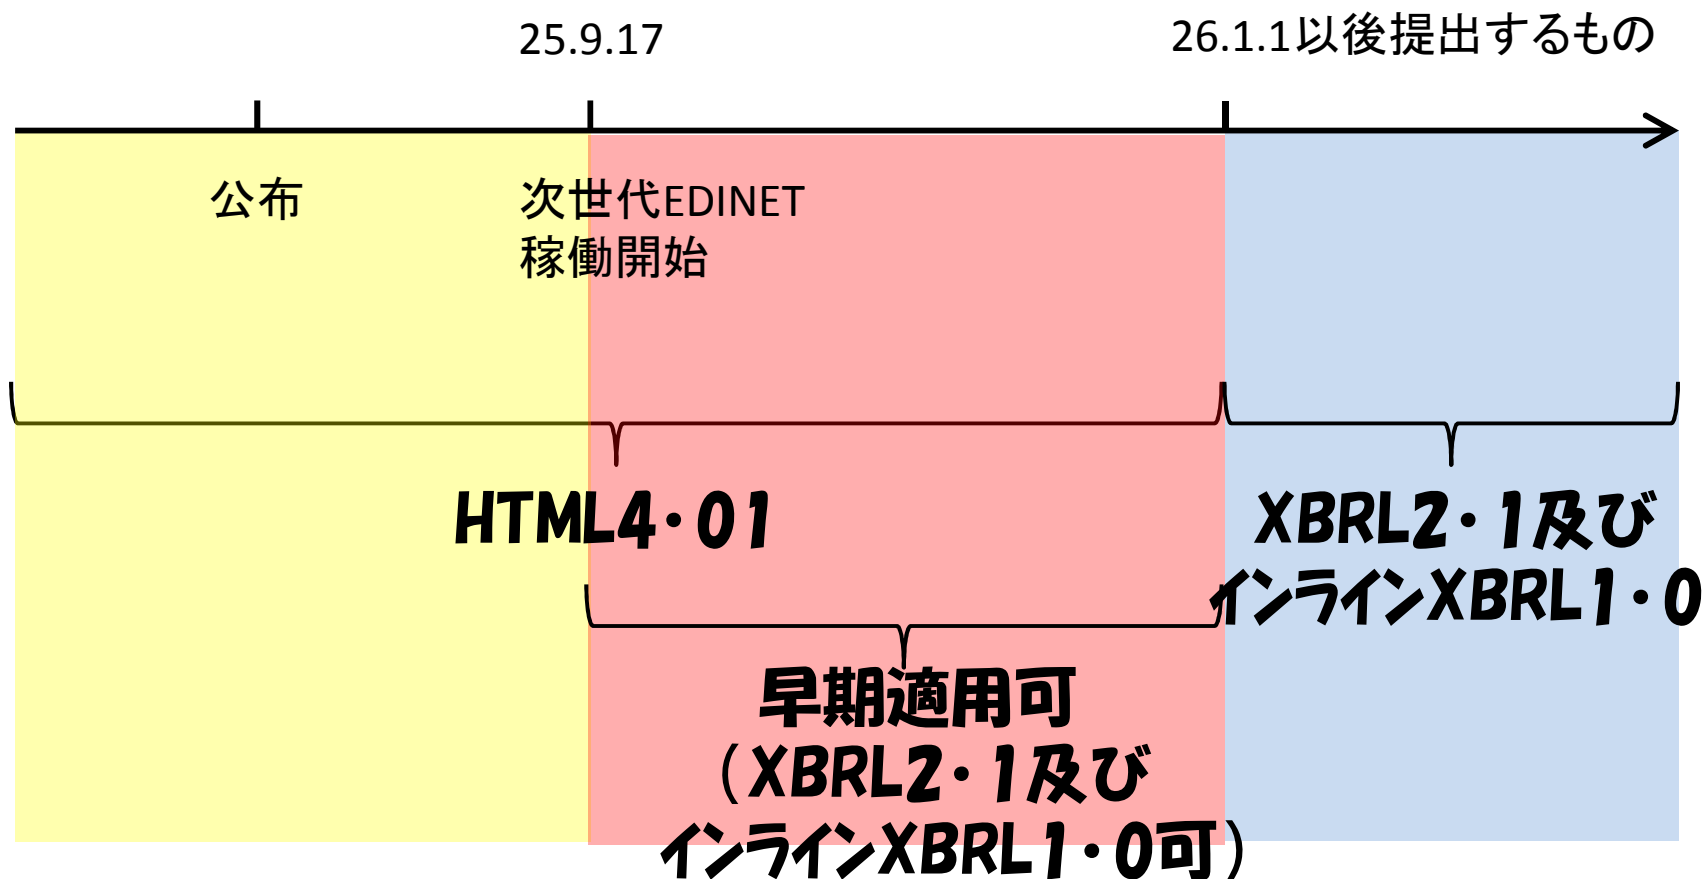 25.9.17
26.1.1以後提出するもの
公布
次世代EDINET
稼働開始
HTML4・01
XBRL2・1及び
インラインXBRL1・0
早期適用可
（XBRL2・1及び
インラインXBRL1・0可）